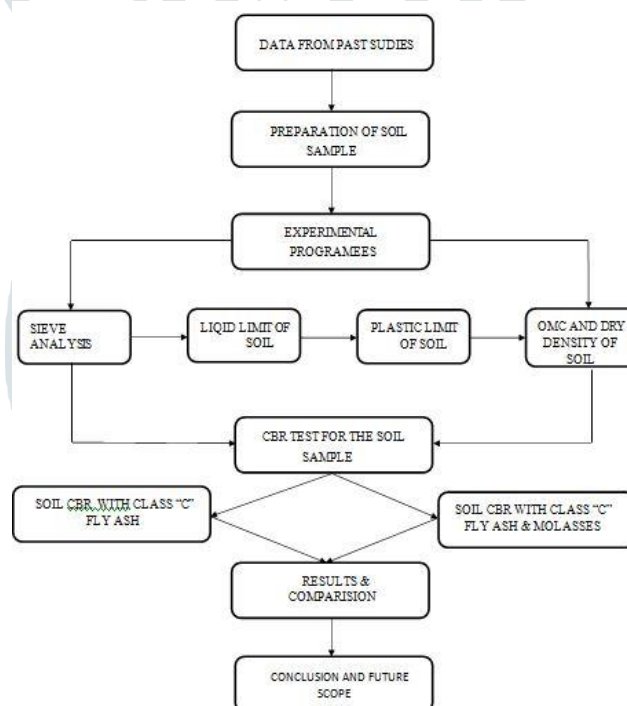 DATA FROM PAST SUDIES
PREPARATION OF SOIL
SAMPLE
EXPERIMENTAL
PROGRAMEES
SIEVE
ANALYSIS
LIQID LIMIT OF
SOIL
PLASTIC LIMIT
OF SOIL
OMC AND DRY
DENSITY OF
SOIL
CBR TEST FOR THE SOIL
SAMPLE
SOIL CBR WITH CLASS “C”
FLY ASH
SOIL CBR WITH CLASS “C”
FLY ASH & MOLASSES
RESULTS &
COMPARISION
CONCLUSION AND FUTURE
SCOPE